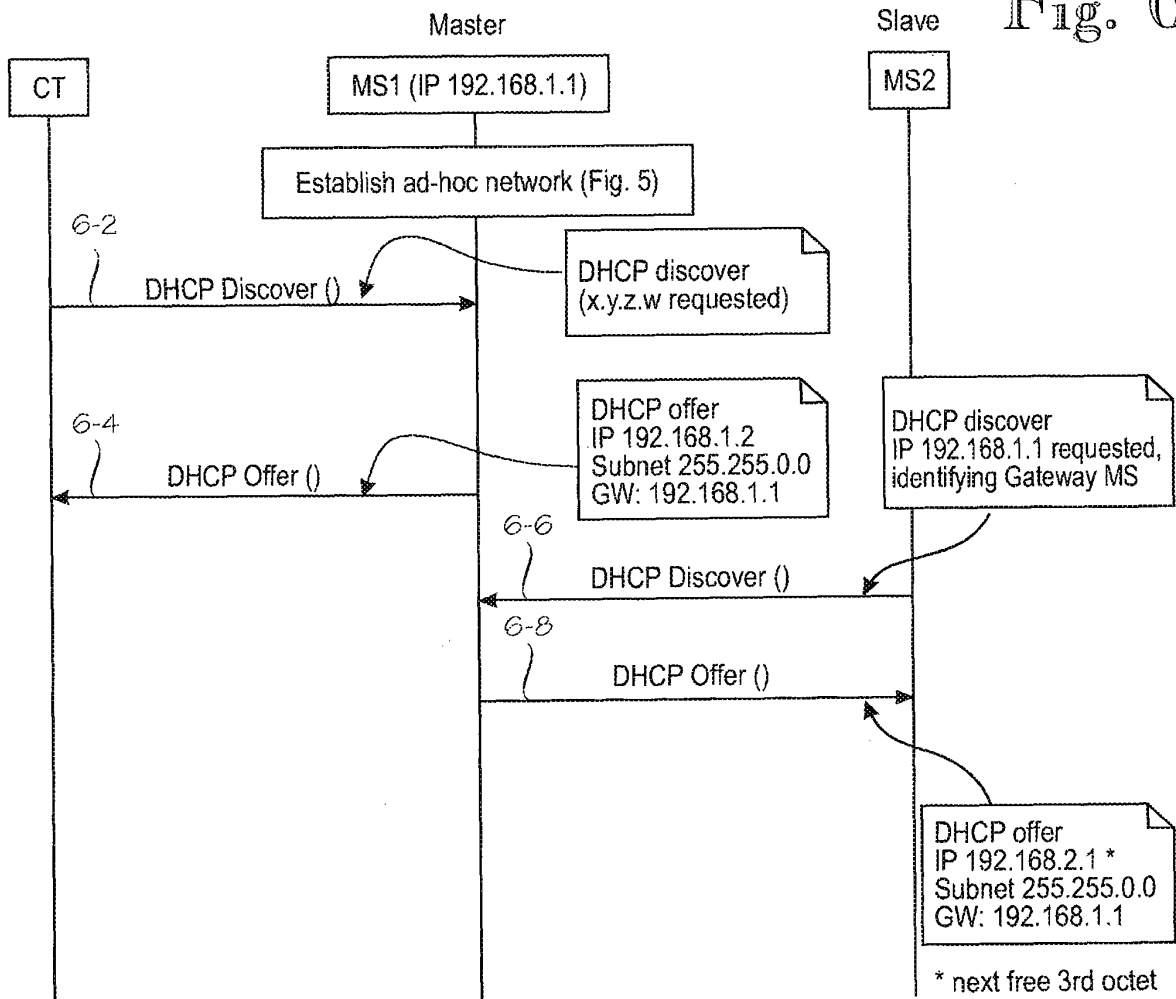 Fig.
Master
Slave
CT
MS1 (IP 192.168.1.1)
MS2
Establish ad-hoc network (Fig. 5)
6-2
DHCP Discover ()
DHCP discover
(x.y.z.w requested)
6-4
DHCP Offer ()
DHCP offer
IP 192.168.1.2
Subnet 255.255.0.0
GW: 192.168.1.1
DHCP discover
IP 192.168.1.1 requested,
identifying Gateway MS
6-6
DHCP Discover ()
6-8
DHCP Offer ()
DHCP offer
IP 192.168.2.1 *
Subnet 255.255.0.0
GW: 192.168.1.1
* next free 3rd octet